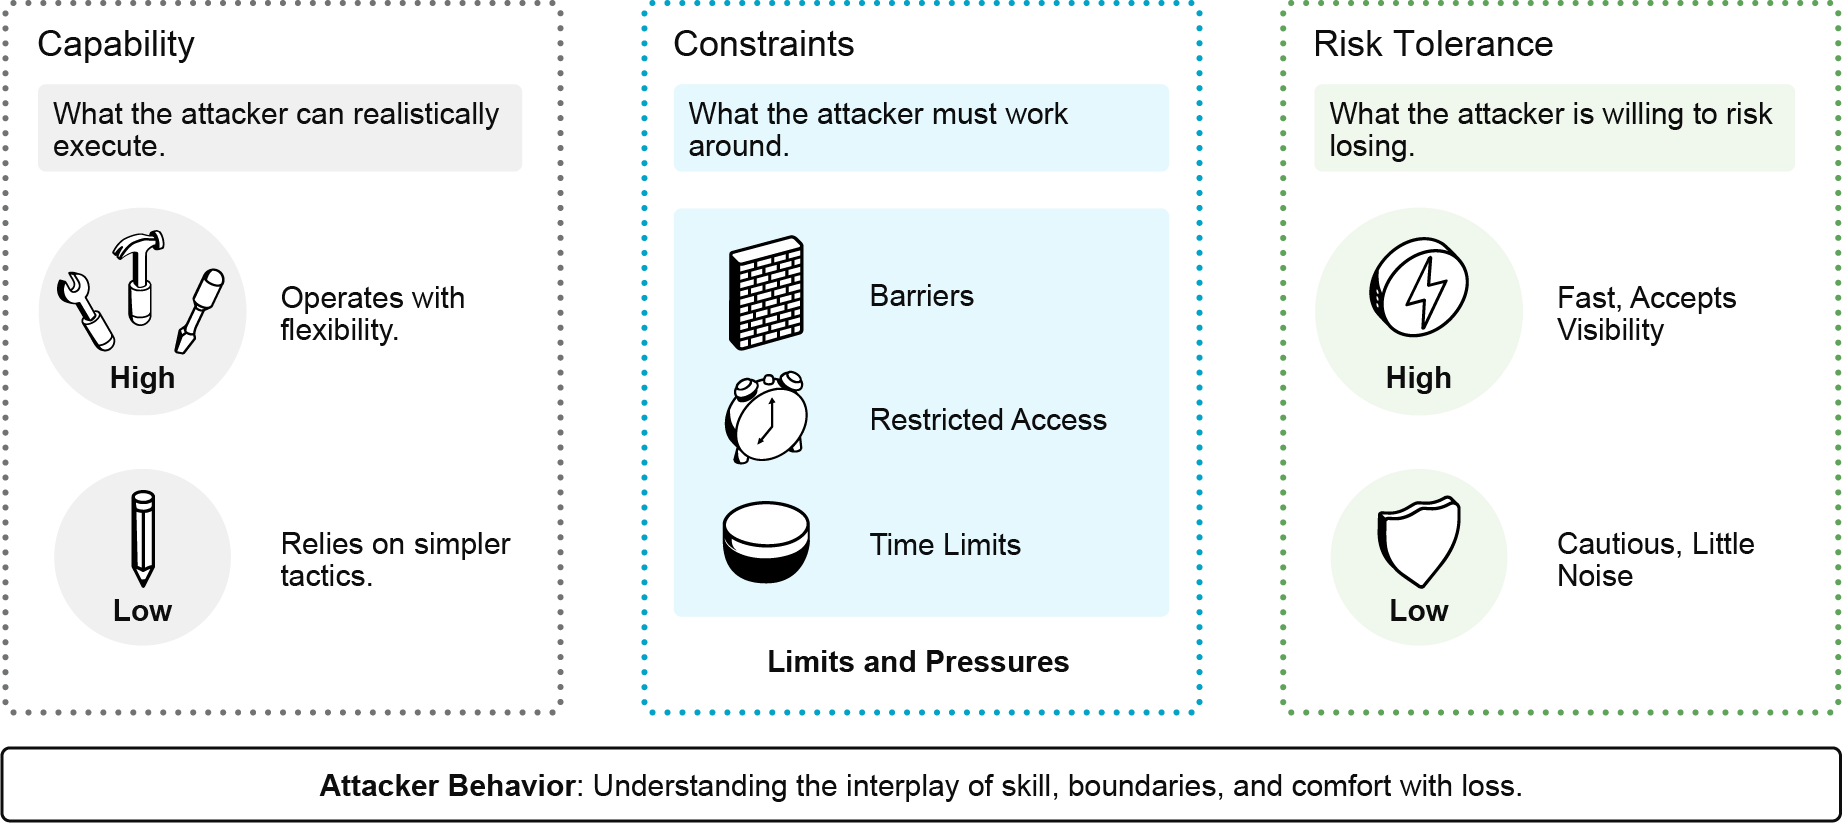 Capability
What the attacker can realistically
execute.
High
Operates with
flexibility.
Low
Relies on simpler
tactics.
Constraints
What the attacker must work
around.
Barriers
Restricted Access
Time Limits
Limits and Pressures
Risk Tolerance
What the attacker is willing to risk
losing.
High
Fast, Accepts
Visibility
Low
Cautious, Little
Noise
Attacker Behavior: Understanding the interplay of skill, boundaries, and comfort with loss.